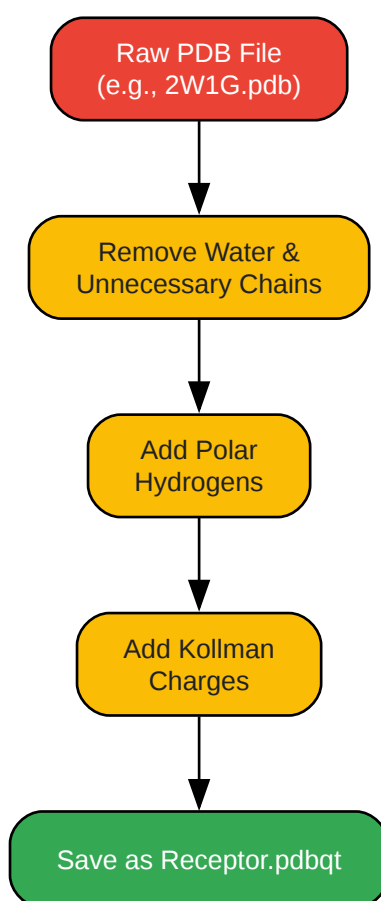 Raw PDB File
(e.g., 2W1G.pdb)
Remove Water &
Unnecessary Chains
Add Polar
Hydrogens
Add Kollman
Charges
Save as Receptor.pdbqt